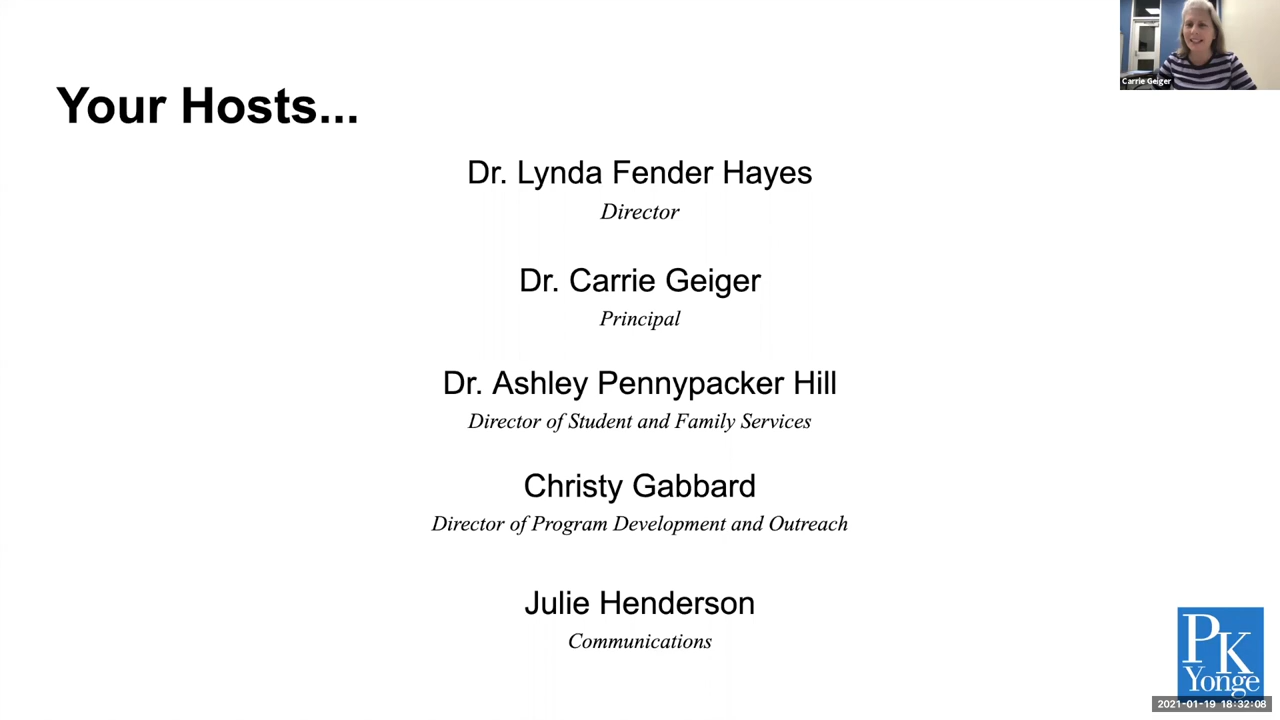 Carrie Geiger
Your Hosts...
Dr. Lynda Fender Hayes
Director
Dr. Carrie Geiger
Principal
Dr. Ashley Pennypacker Hill
Director of Student and Family Services
Christy Gabbard
Director of Program Development and Outreach
Julie Henderson
Communications
PK
Yonge
2021-01-19 18:32:08